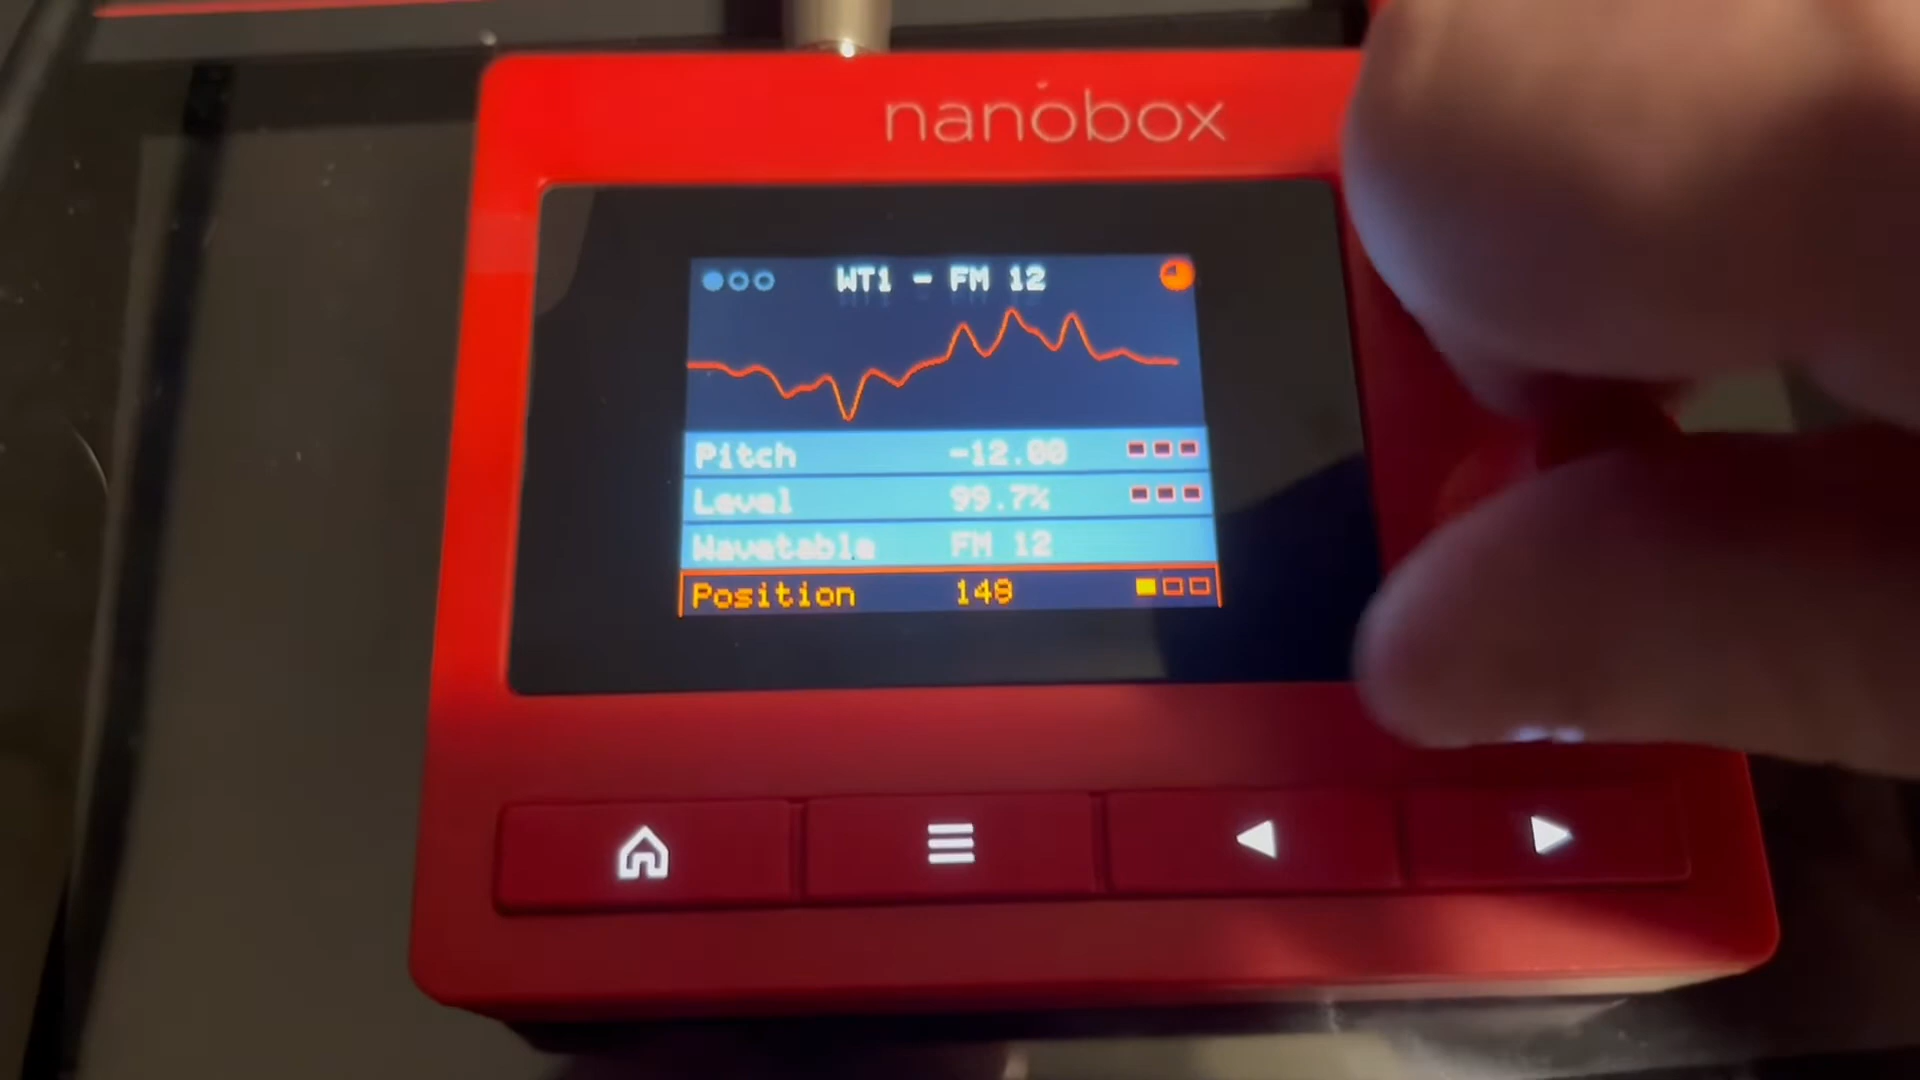 nanobox
WT1 - FM 12
Pitch -12.00
Level 99.7%
Wavetable FM 12
Position 148